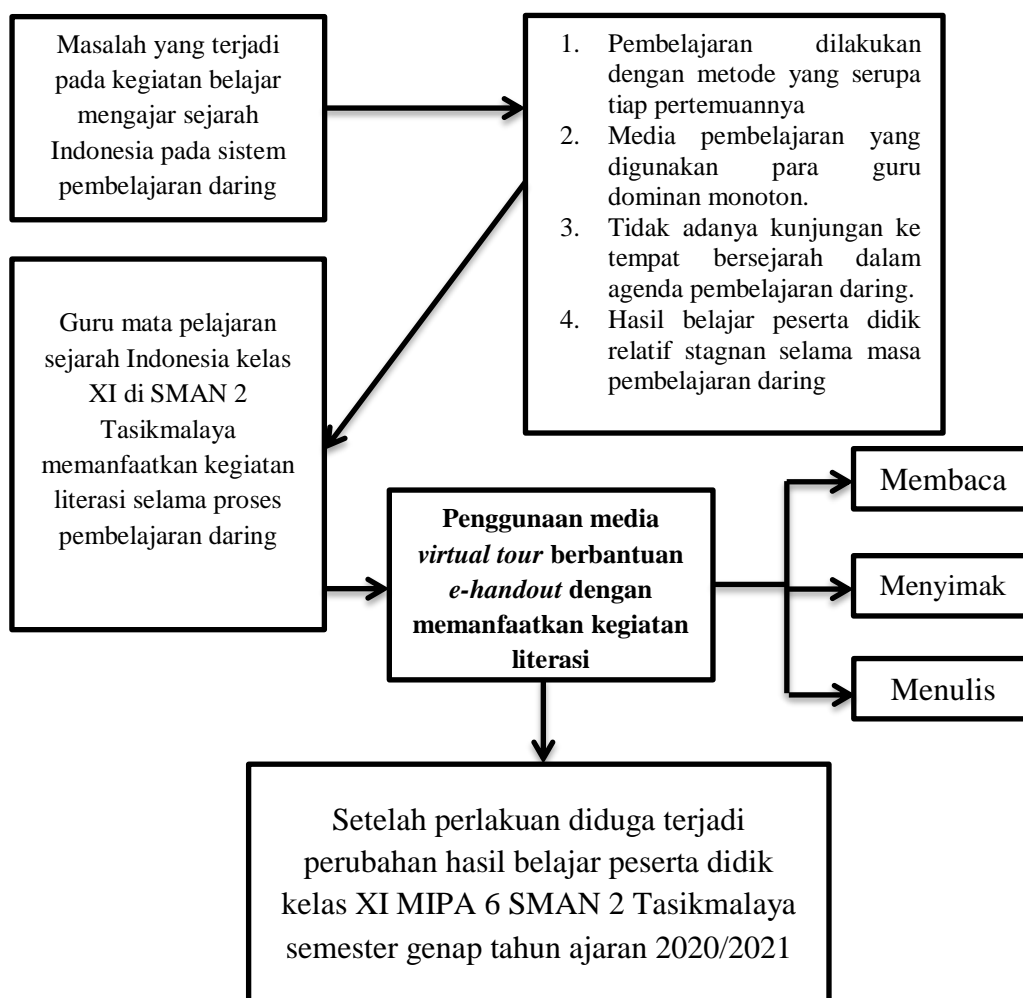 Masalah yang terjadi
pada kegiatan belajar
mengajar sejarah
Indonesia pada sistem
pembelajaran daring
1. Pembelajaran dilakukan
dengan metode yang serupa
tiap pertemuannya
2. Media pembelajaran yang
digunakan para guru
dominan monoton.
3. Tidak adanya kunjungan ke
tempat bersejarah dalam
agenda pembelajaran daring.
4. Hasil belajar peserta didik
relatif stagnan selama masa
pembelajaran daring
Guru mata pelajaran
sejarah Indonesia kelas
XI di SMAN 2
Tasikmalaya
memanfaatkan kegiatan
literasi selama proses
pembelajaran daring
Penggunaan media
virtual tour berbantuan
e-handout dengan
memanfaatkan kegiatan
literasi
Membaca
Menyimak
Menulis
Setelah perlakuan diduga terjadi
perubahan hasil belajar peserta didik
kelas XI MIPA 6 SMAN 2 Tasikmalaya
semester genap tahun ajaran 2020/2021